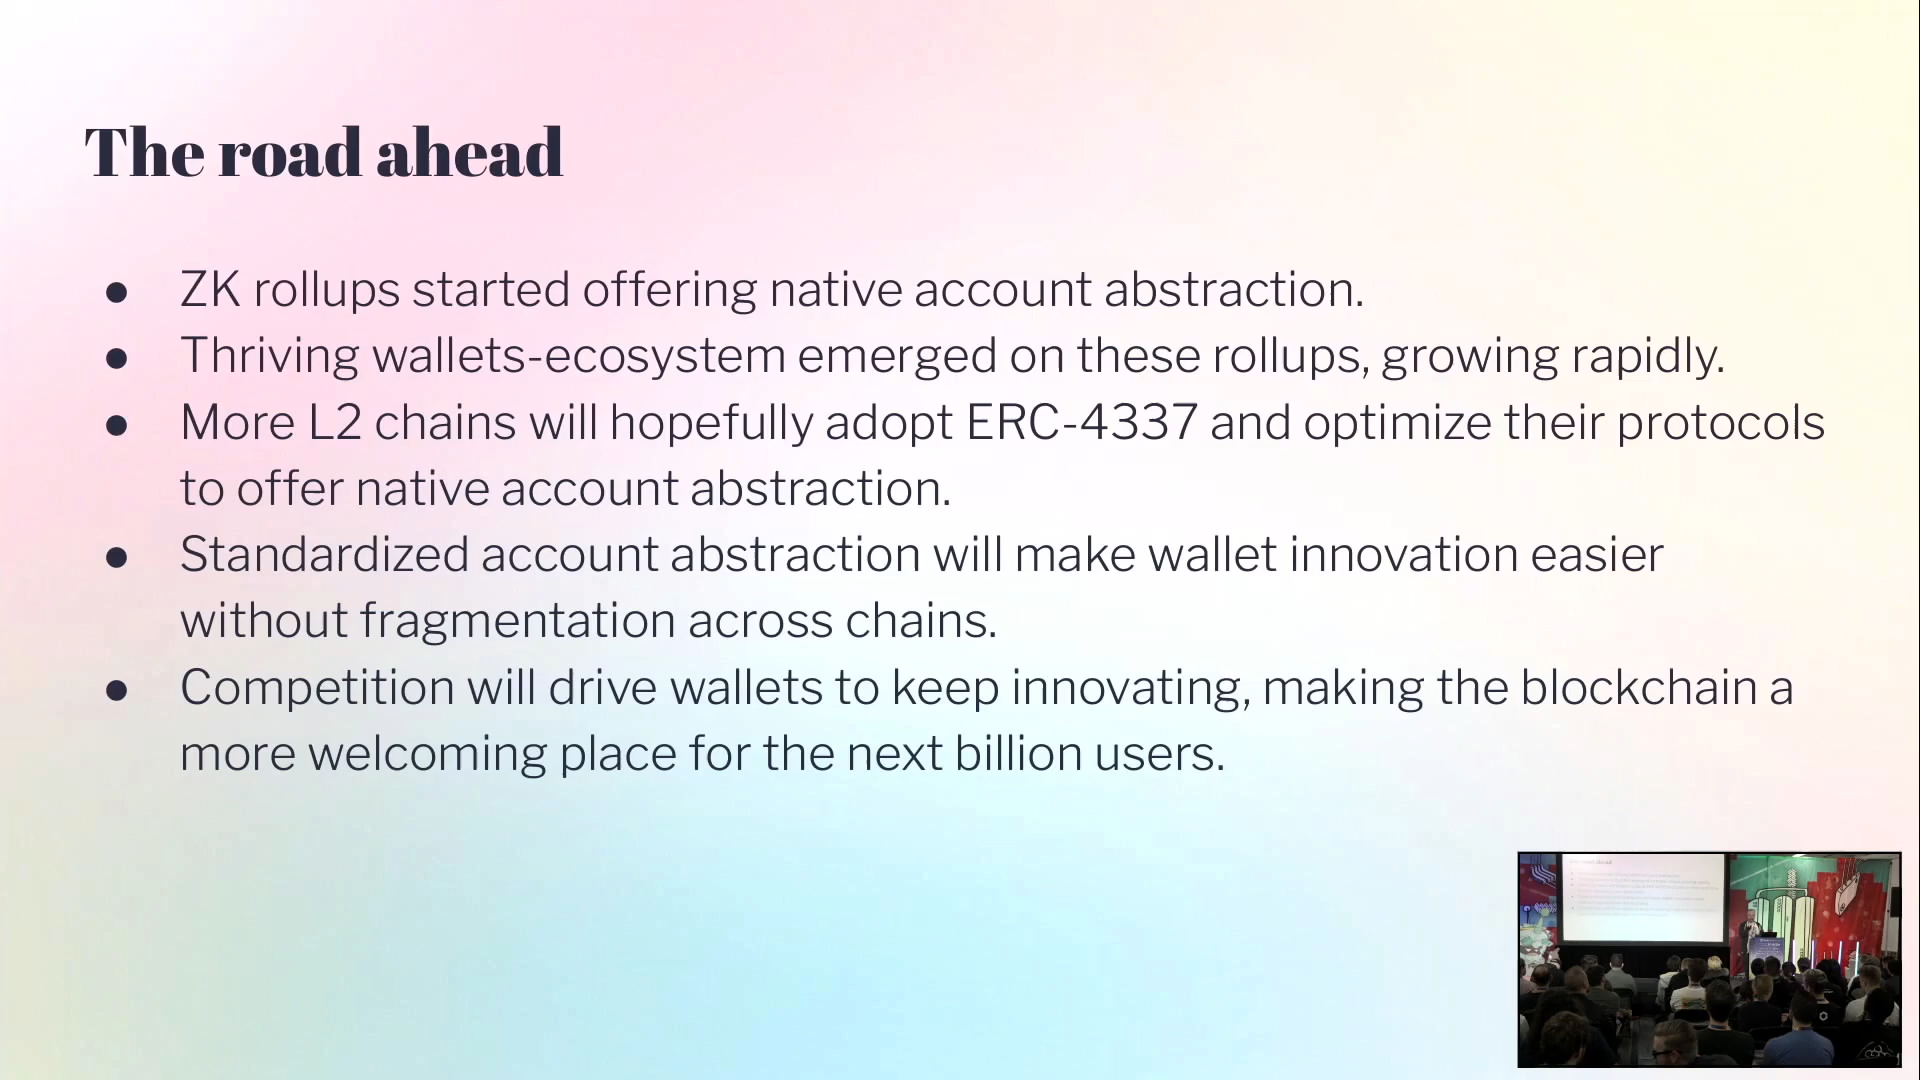 The road ahead
● ZK rollups started offering native account abstraction.
● Thriving wallets-ecosystem emerged on these rollups, growing rapidly.
● More L2 chains will hopefully adopt ERC-4337 and optimize their protocols
to offer native account abstraction.
● Standardized account abstraction will make wallet innovation easier
without fragmentation across chains.
● Competition will drive wallets to keep innovating, making the blockchain a
more welcoming place for the next billion users.